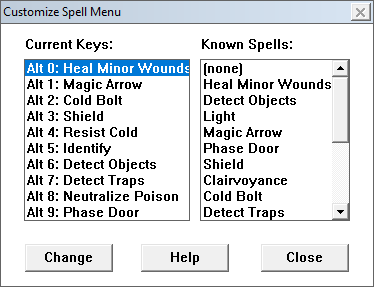 Customize Spell Menu
Current Keys:
Alt 0: Heal Minor Wounds
Alt 1: Magic Arrow
Alt 2: Cold Bolt
Alt 3: Shield
Alt 4: Resist Cold
Alt 5: Identify
Alt 6: Detect Objects
Alt 7: Detect Traps
Alt 8: Neutralize Poison
Alt 9: Phase Door
Known Spells:
(none)
Heal Minor Wounds
Detect Objects
Light
Magic Arrow
Phase Door
Shield
Clairvoyance
Cold Bolt
Detect Traps
Change
Help
Close